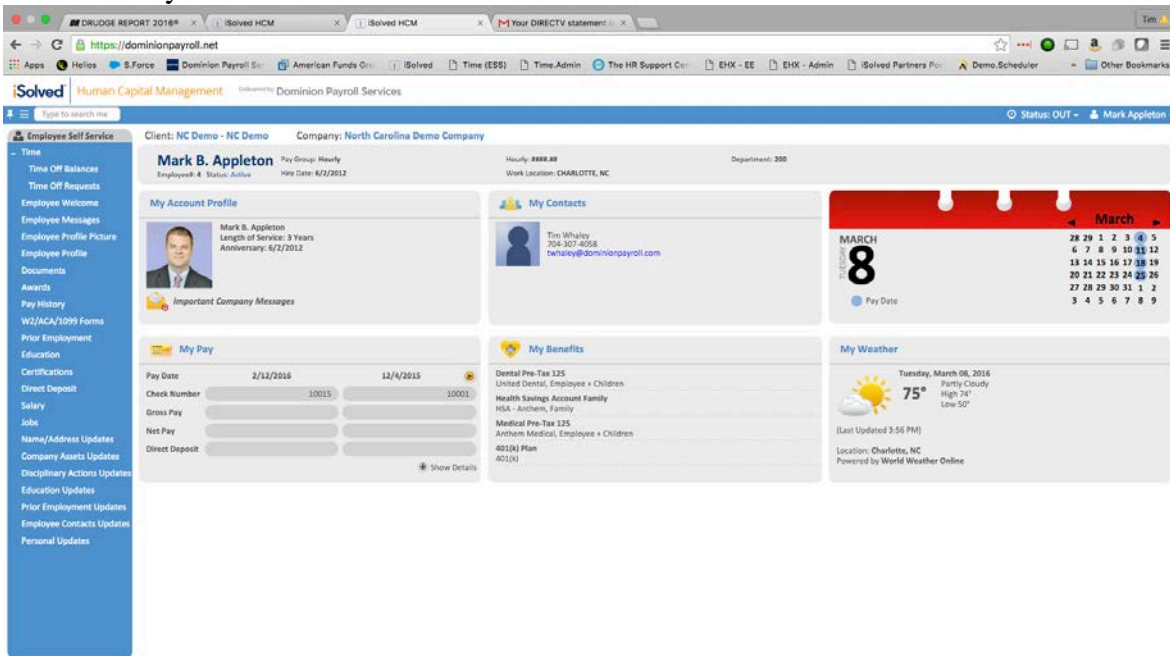 DRUDGE REPORT 2016® × iSolved HCM × iSolved HCM × Your DIRECTV statement × Tim
https://dominionpayroll.net
Apps Helios S.Force Dominion Payroll Ser American Funds Gro iSolved Time (ESS) Time.Admin The HR Support Cen EHX - EE EHX - Admin iSolved Partners Por Demo.Scheduler » Other Bookmarks
iSolved Human Capital Management Delivered by Dominion Payroll Services
Type to search me Status: OUT Mark Appleton
Employee Self Service
Time
Time Off Balances
Time Off Requests
Employee Welcome
Employee Messages
Employee Profile Picture
Employee Profile
Documents
Awards
Pay History
W2/ACA/1099 Forms
Prior Employment
Education
Certifications
Direct Deposit
Salary
Jobs
Name/Address Updates
Company Assets Updates
Disciplinary Actions Updates
Education Updates
Prior Employment Updates
Employee Contacts Updates
Personal Updates
Client: NC Demo - NC Demo Company: North Carolina Demo Company
Mark B. Appleton Pay Group: Hourly Hourly: ####.## Department: 200
Employee#: 4 Status: Active Hire Date: 6/2/2012 Work Location: CHARLOTTE, NC
My Account Profile
Mark B. Appleton
Length of Service: 3 Years
Anniversary: 6/2/2012
Important Company Messages
My Contacts
Tim Whaley
704-307-4058
twhaley@dominionpayroll.com
MARCH
TUESDAY
8
Pay Date
March
28 29 1 2 3 4 5
6 7 8 9 10 11 12
13 14 15 16 17 18 19
20 21 22 23 24 25 26
27 28 29 30 31 1 2
3 4 5 6 7 8 9
My Pay
Pay Date 2/12/2016 12/4/2015
Check Number 10015 10001
Gross Pay
Net Pay
Direct Deposit
Show Details
My Benefits
Dental Pre-Tax 125
United Dental, Employee + Children
Health Savings Account Family
HSA - Anthem, Family
Medical Pre-Tax 125
Anthem Medical, Employee + Children
401(k) Plan
401(k)
My Weather
Tuesday, March 08, 2016
75° Partly Cloudy
High 74°
Low 50°
(Last Updated 3:56 PM)
Location: Charlotte, NC
Powered by World Weather Online